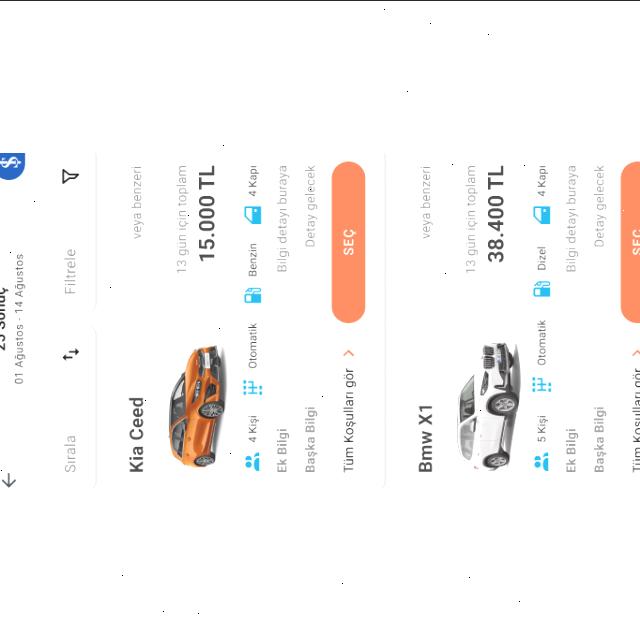 25 Sonuç
01 Ağustos - 14 Ağustos
Sırala
Filtrele
Kia Ceed
veya benzeri
13 gün için toplam
15.000 TL
4 Kişi
Otomatik
Benzin
4 Kapı
Ek Bilgi
Bilgi detayı buraya
Başka Bilgi
Detay gelecek
Tüm Koşulları gör
SEÇ
Bmw X1
veya benzeri
13 gün için toplam
38.400 TL
5 Kişi
Otomatik
Dizel
4 Kapı
Ek Bilgi
Bilgi detayı buraya
Başka Bilgi
Detay gelecek
Tüm Koşulları gör
SEÇ